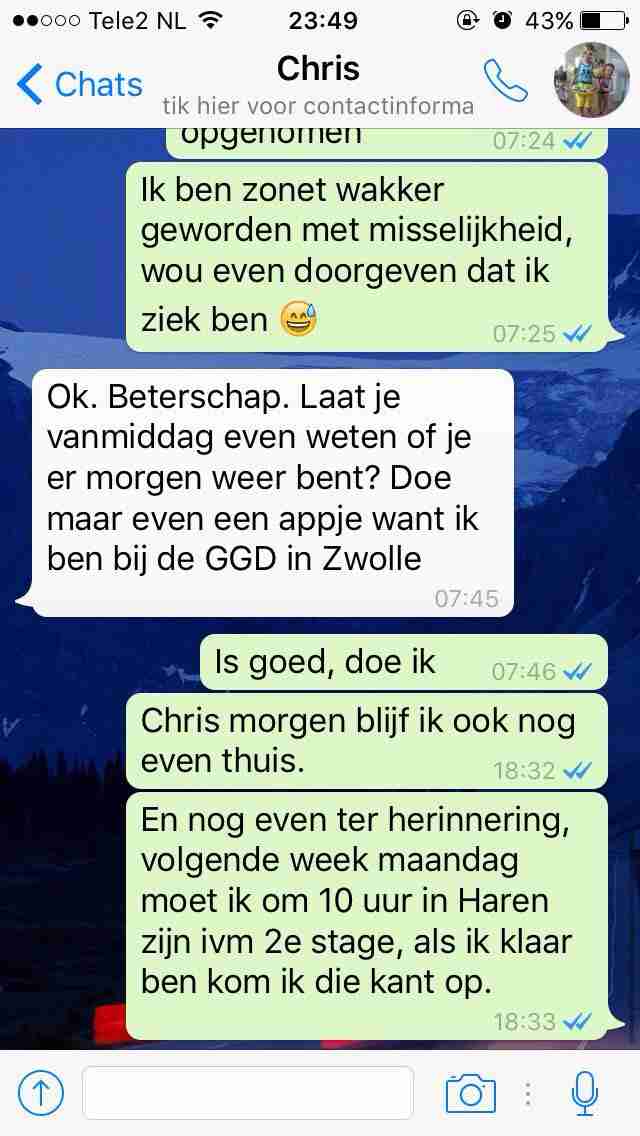 Tele2 NL 23:49 43%
Chats Chris
tik hier voor contactinforma
opgenomen 07:24
Ik ben zonet wakker
geworden met misselijkheid,
wou even doorgeven dat ik
ziek ben 😅 07:25
Ok. Beterschap. Laat je
vanmiddag even weten of je
er morgen weer bent? Doe
maar even een appje want ik
ben bij de GGD in Zwolle
07:45
Is goed, doe ik 07:46
Chris morgen blijf ik ook nog
even thuis. 18:32
En nog even ter herinnering,
volgende week maandag
moet ik om 10 uur in Haren
zijn ivm 2e stage, als ik klaar
ben kom ik die kant op.
18:33